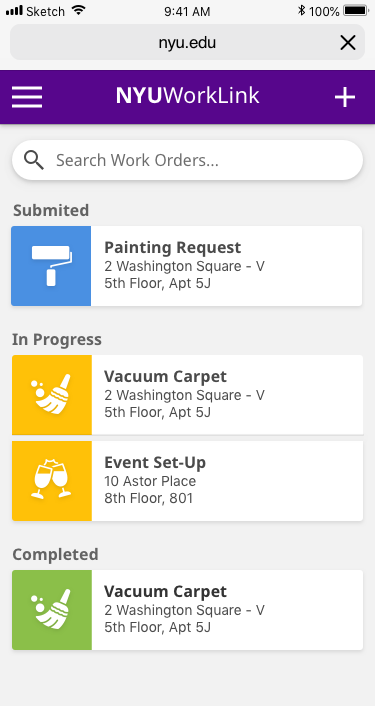 Sketch 9:41 AM 100%
nyu.edu
NYUWorkLink
Search Work Orders...
Submited
Painting Request
2 Washington Square - V
5th Floor, Apt 5J
In Progress
Vacuum Carpet
2 Washington Square - V
5th Floor, Apt 5J
Event Set-Up
10 Astor Place
8th Floor, 801
Completed
Vacuum Carpet
2 Washington Square - V
5th Floor, Apt 5J